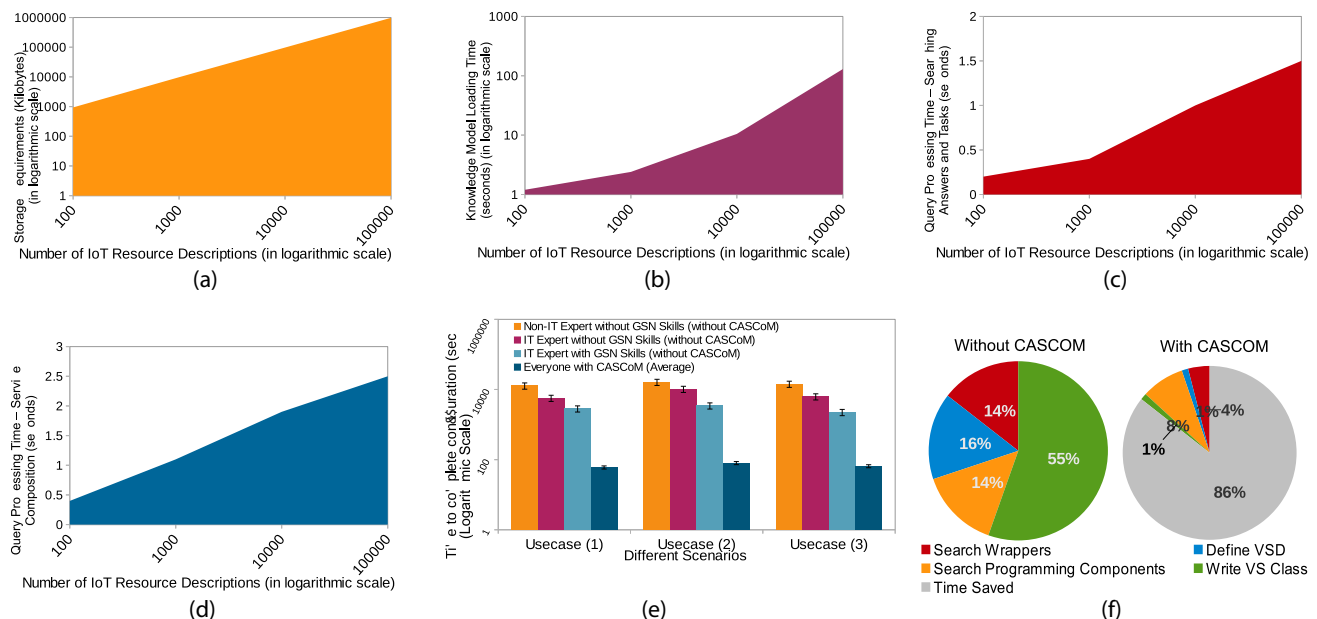 1000000
100000
10000
1000
100
10
1
Storage equirements (Kilobytes)
(in logarithmic scale)
100
1000
10000
100000
Number of IoT Resource Descriptions (in logarithmic scale)
(a)
1000
100
10
1
Knowledge Model Loading Time
(seconds) (in logarithmic scale)
100
1000
10000
100000
Number of IoT Resource Descriptions (in logarithmic scale)
(b)
2
1.5
1
0.5
0
Query Pro essing Time – Sear hing
Answers and Tasks (se onds)
100
1000
10000
100000
Number of IoT Resource Descriptions (in logarithmic scale)
(c)
3
2.5
2
1.5
1
0.5
0
Query Pro essing Time – Servi e
Composition (se onds)
100
1000
10000
100000
Number of IoT Resource Descriptions (in logarithmic scale)
(d)
1000000
10000
100
1
Ti' e to co' plete
(Logarit mic Scale)
Non-IT Expert without GSN Skills (without CASCoM)
IT Expert without GSN Skills (without CASCoM)
IT Expert with GSN Skills (without CASCoM)
Everyone with CASCoM (Average)
Usecase (1)
Usecase (2)
Usecase (3)
Different Scenarios
(e)
Without CASCOM
14%
16%
14%
55%
With CASCOM
1%
4%
8%
1%
86%
Search Wrappers
Define VSD
Search Programming Components
Write VS Class
Time Saved
(f)